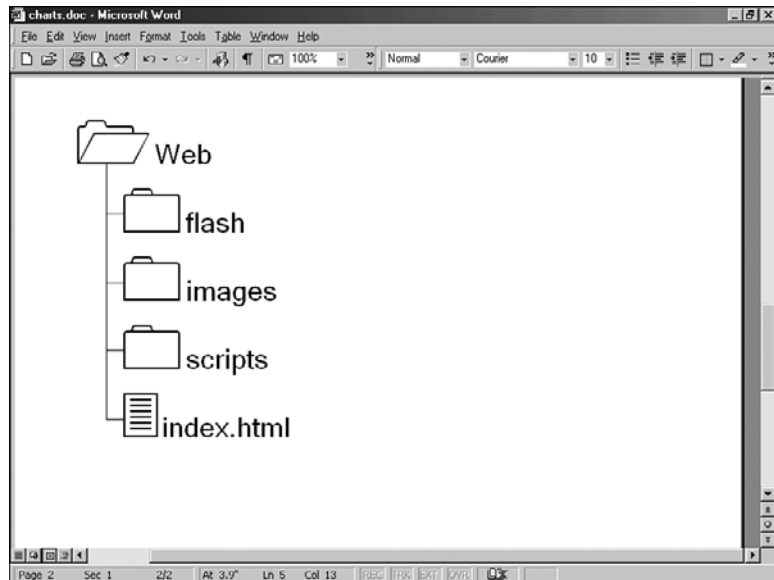 charts.doc - Microsoft Word
File Edit View Insert Format Tools Table Window Help
100% Normal Courier 10
Web
flash
images
scripts
index.html
Page 2 Sec 1 2/2 At 3.9" Ln 5 Col 13 REC TRK EXT OVR